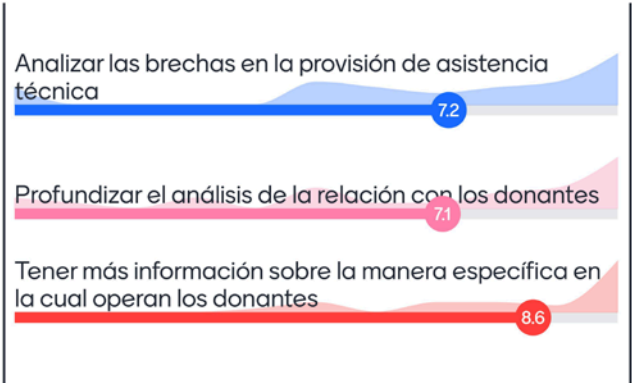 Analizar las brechas en la provisión de asistencia
técnica
7.2
Profundizar el análisis de la relación con los donantes
7.1
Tener más información sobre la manera específica en
la cual operan los donantes
8.6